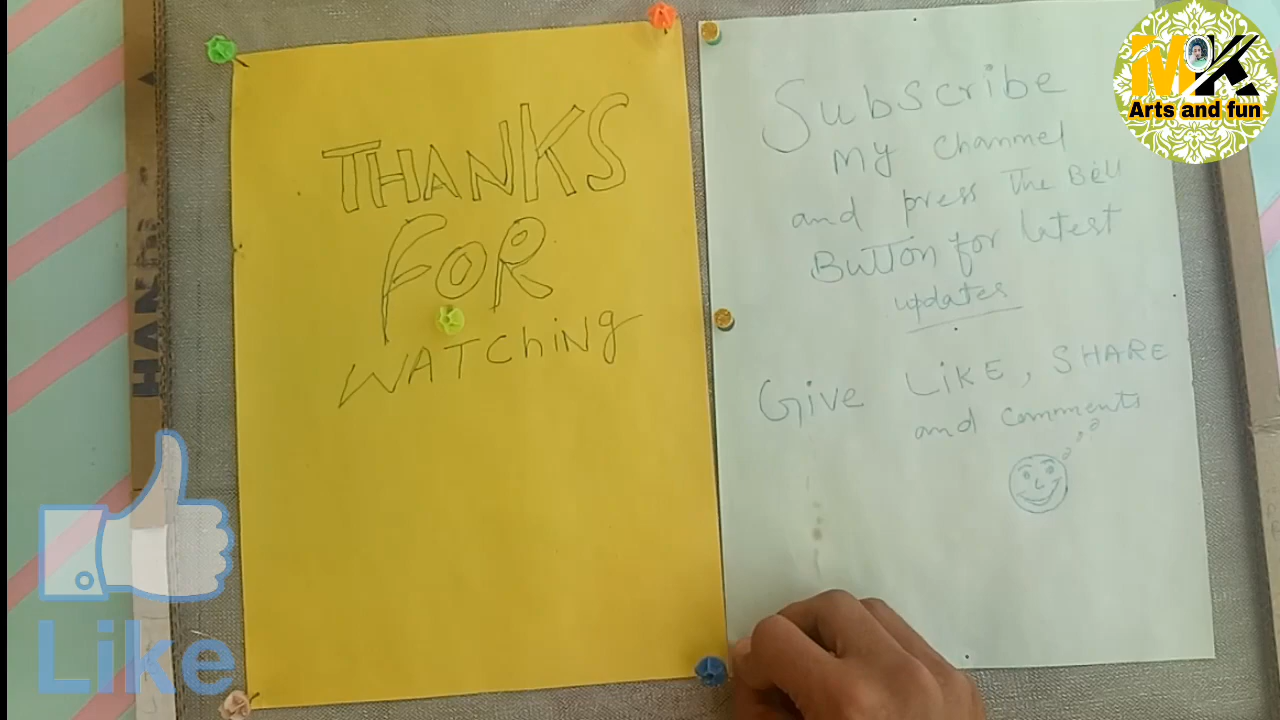 THANKS
FOR
WATCHING
Subscribe
my channel
and press The Bell
Button for latest
updates
Give LiKE, SHARE
and comments
MK
Arts and fun
Like